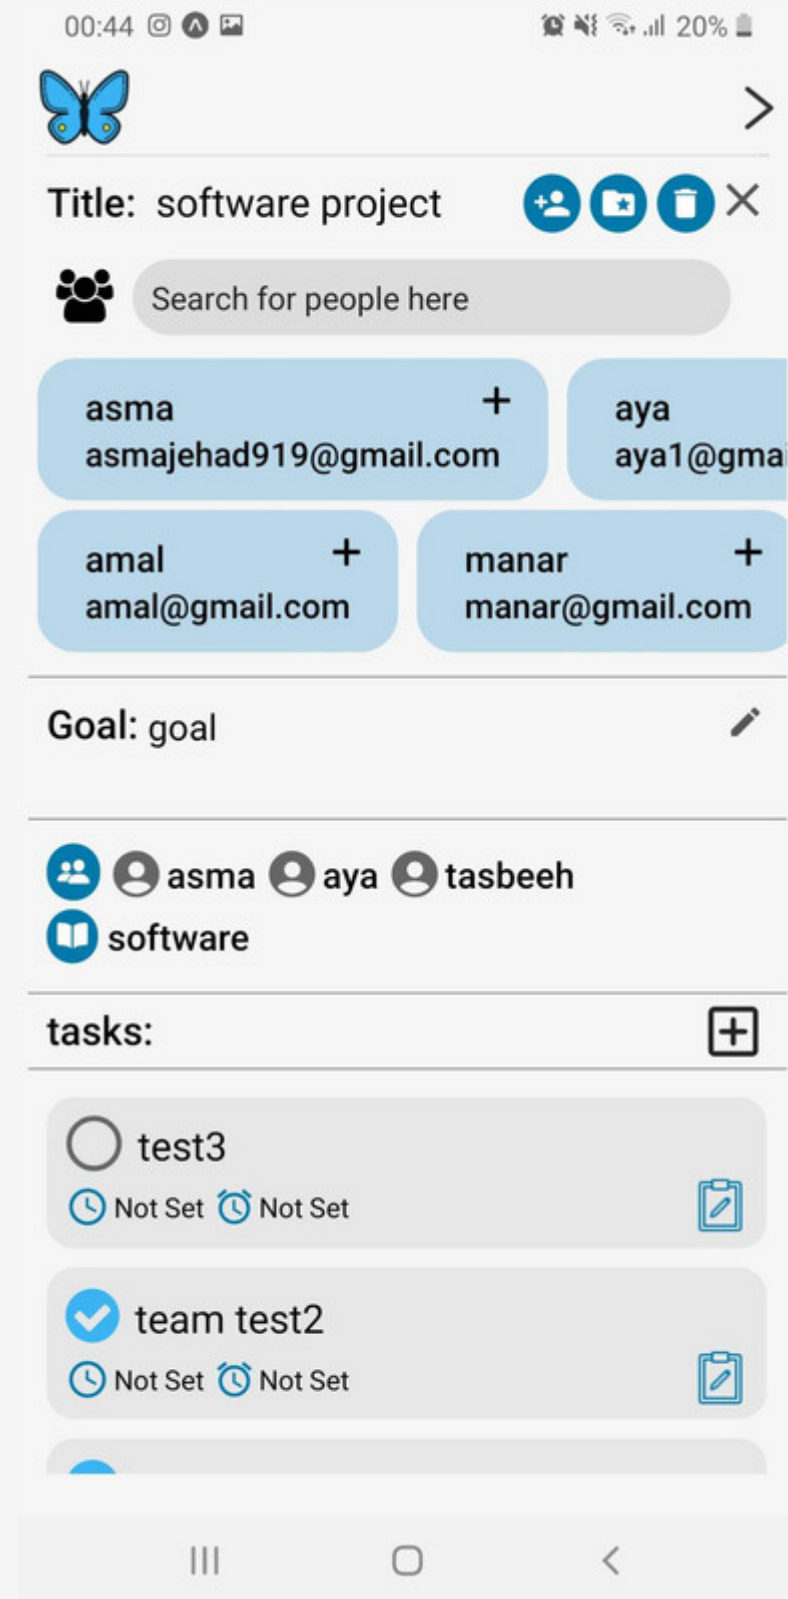 00:44 20%
Title: software project
Search for people here
asma
asmajehad919@gmail.com
aya
aya1@gmai
amal
amal@gmail.com
manar
manar@gmail.com
Goal: goal
asma aya tasbeeh
software
tasks:
test3
Not Set Not Set
team test2
Not Set Not Set